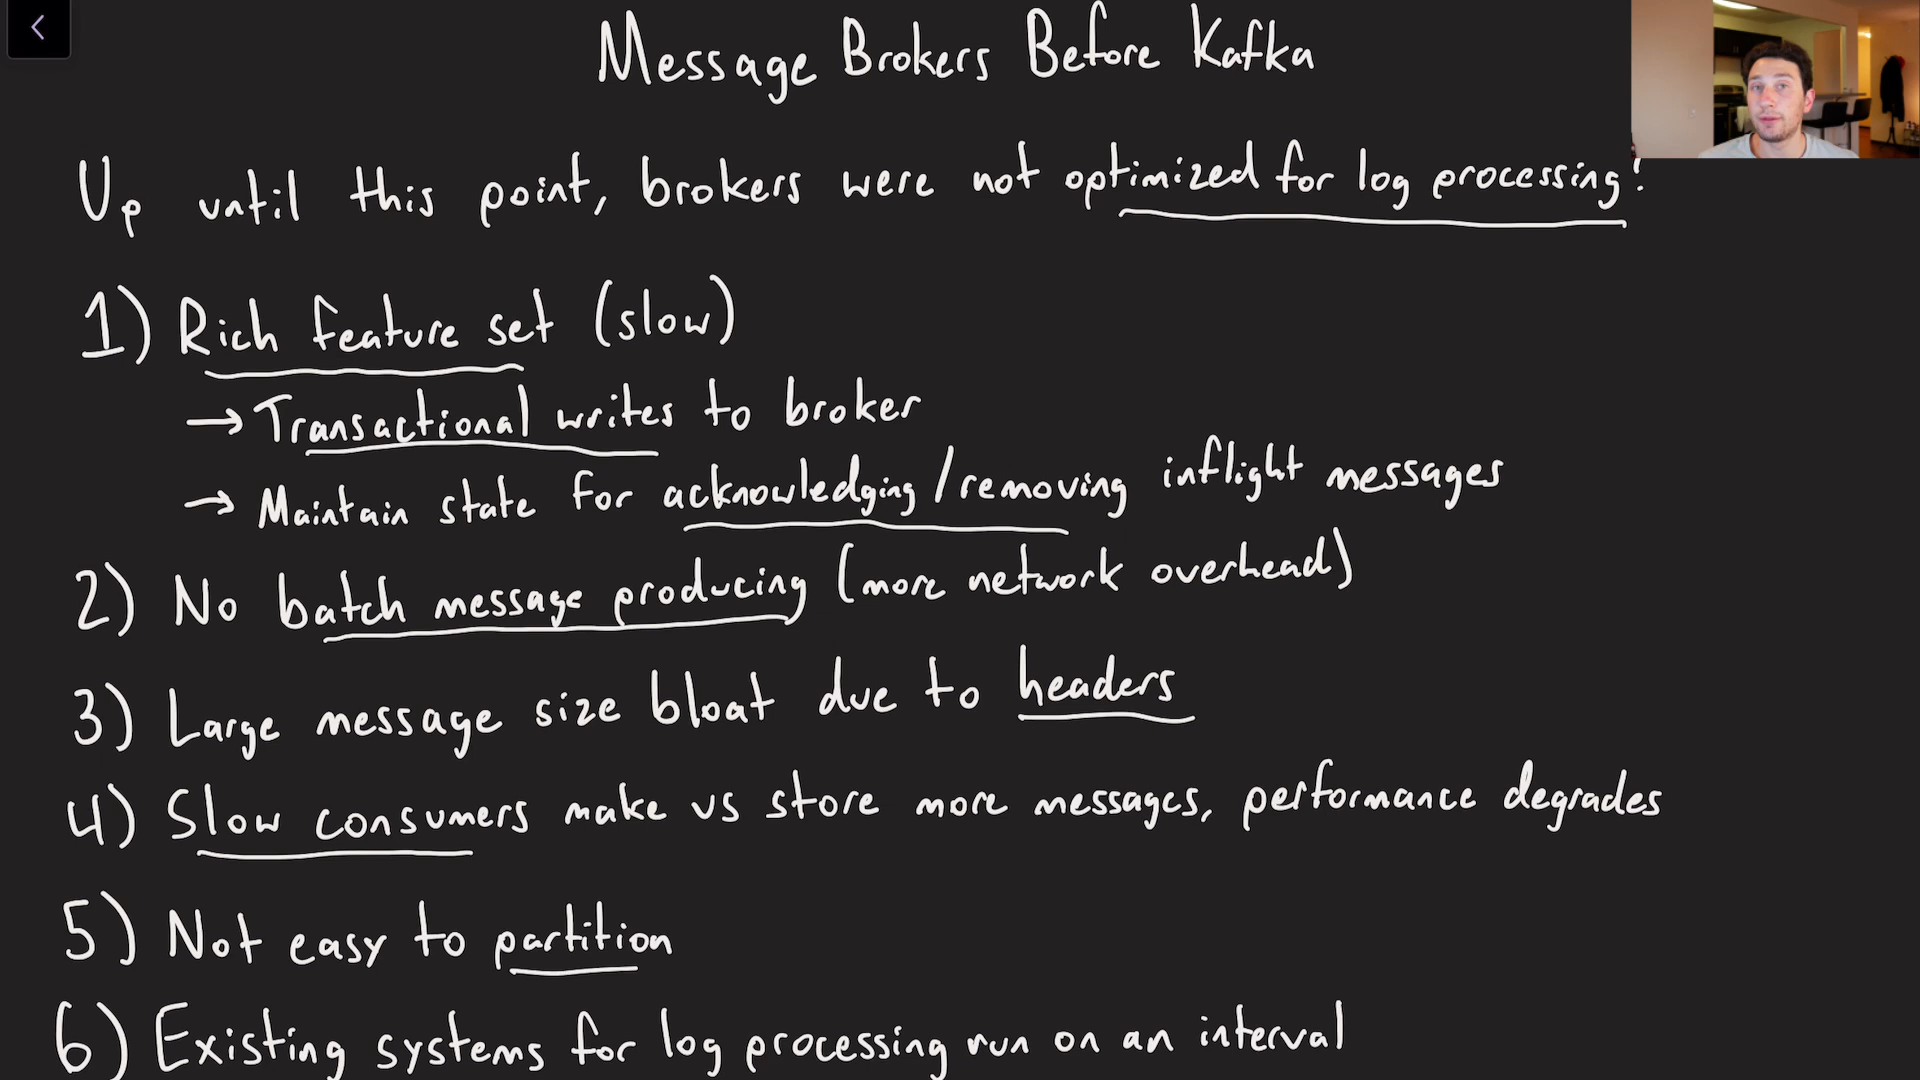 Message Brokers Before Kafka
Up until this point, brokers were not optimized for log processing!
1) Rich feature set (slow)
→ Transactional writes to broker
→ Maintain state for acknowledging/removing inflight messages
2) No batch message producing (more network overhead)
3) Large message size bloat due to headers
4) Slow consumers make us store more messages, performance degrades
5) Not easy to partition
6) Existing systems for log processing run on an interval